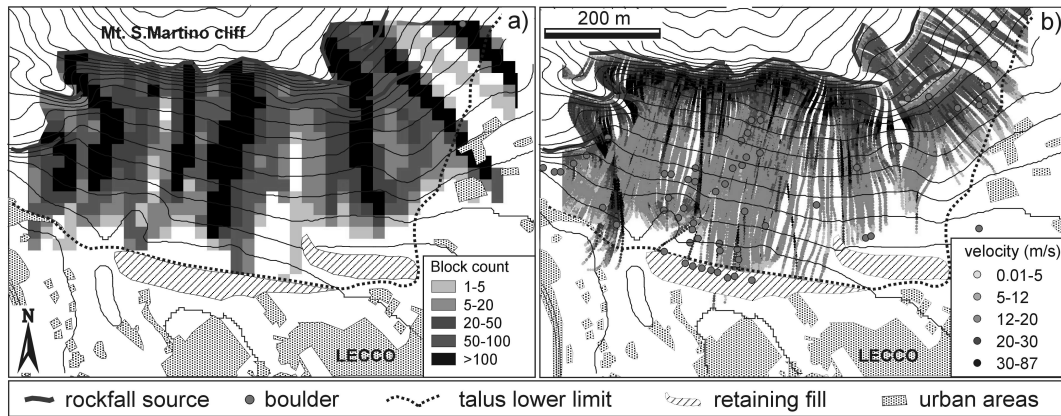 Mt. S.Martino cliff
a)
N
LECCO
Block count
1-5
5-20
20-50
50-100
>100
200 m
b)
LECCO
velocity (m/s)
0.01-5
5-12
12-20
20-30
30-87
rockfall source
boulder
talus lower limit
retaining fill
urban areas